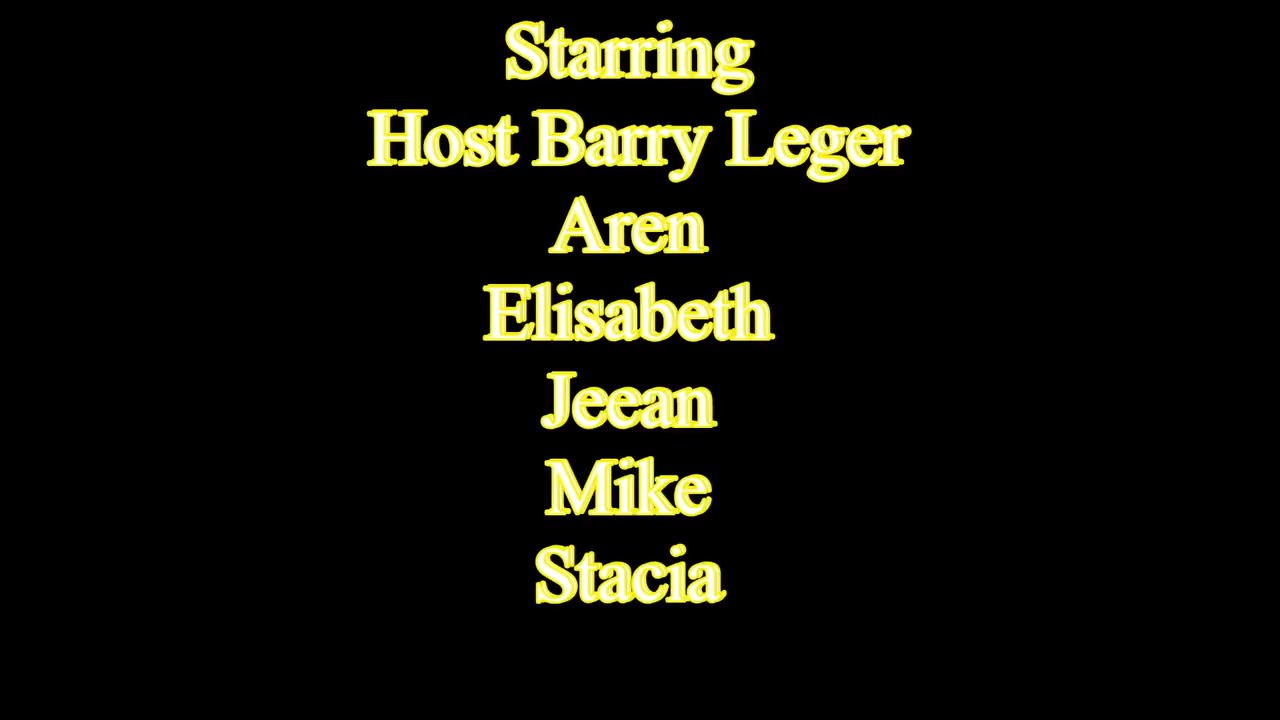 Starring
Host Barry Leger
Aren
Elisabeth
Jeean
Mike
Stacia